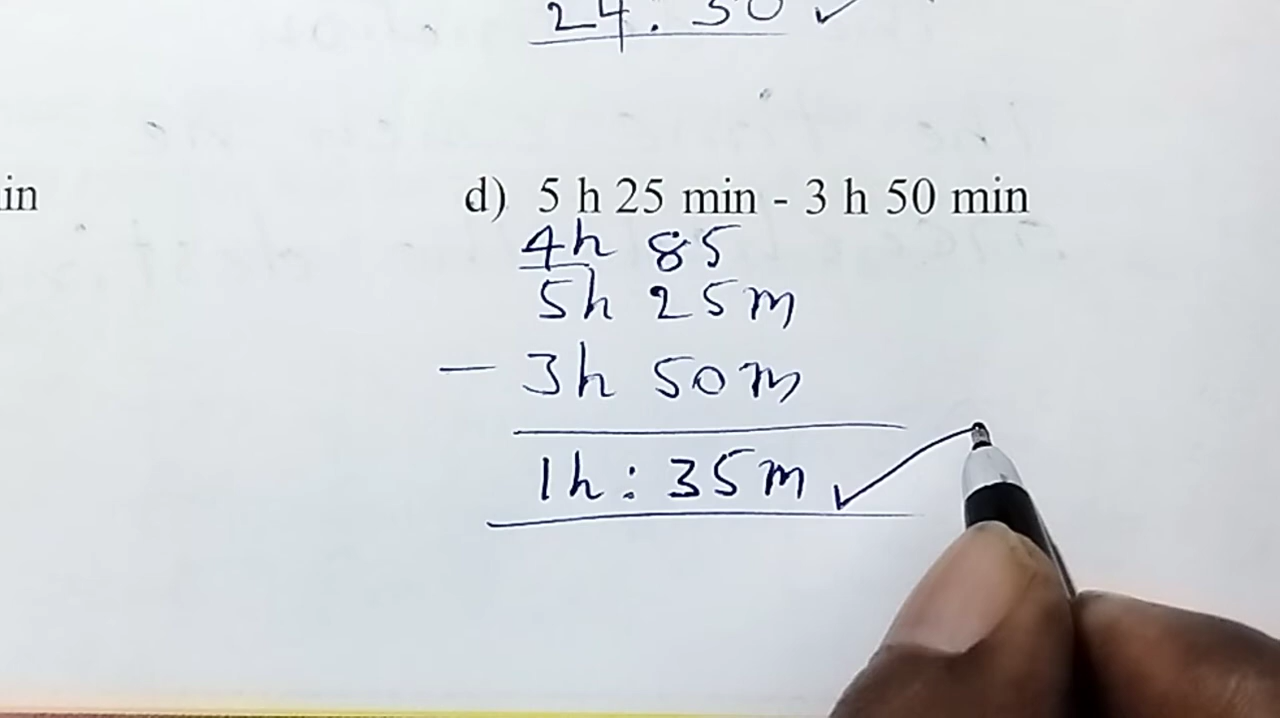 24 : 30 ✓
in
d) 5 h 25 min - 3 h 50 min
4h 85
5h 25m
- 3h 50m
1h : 35m ✓